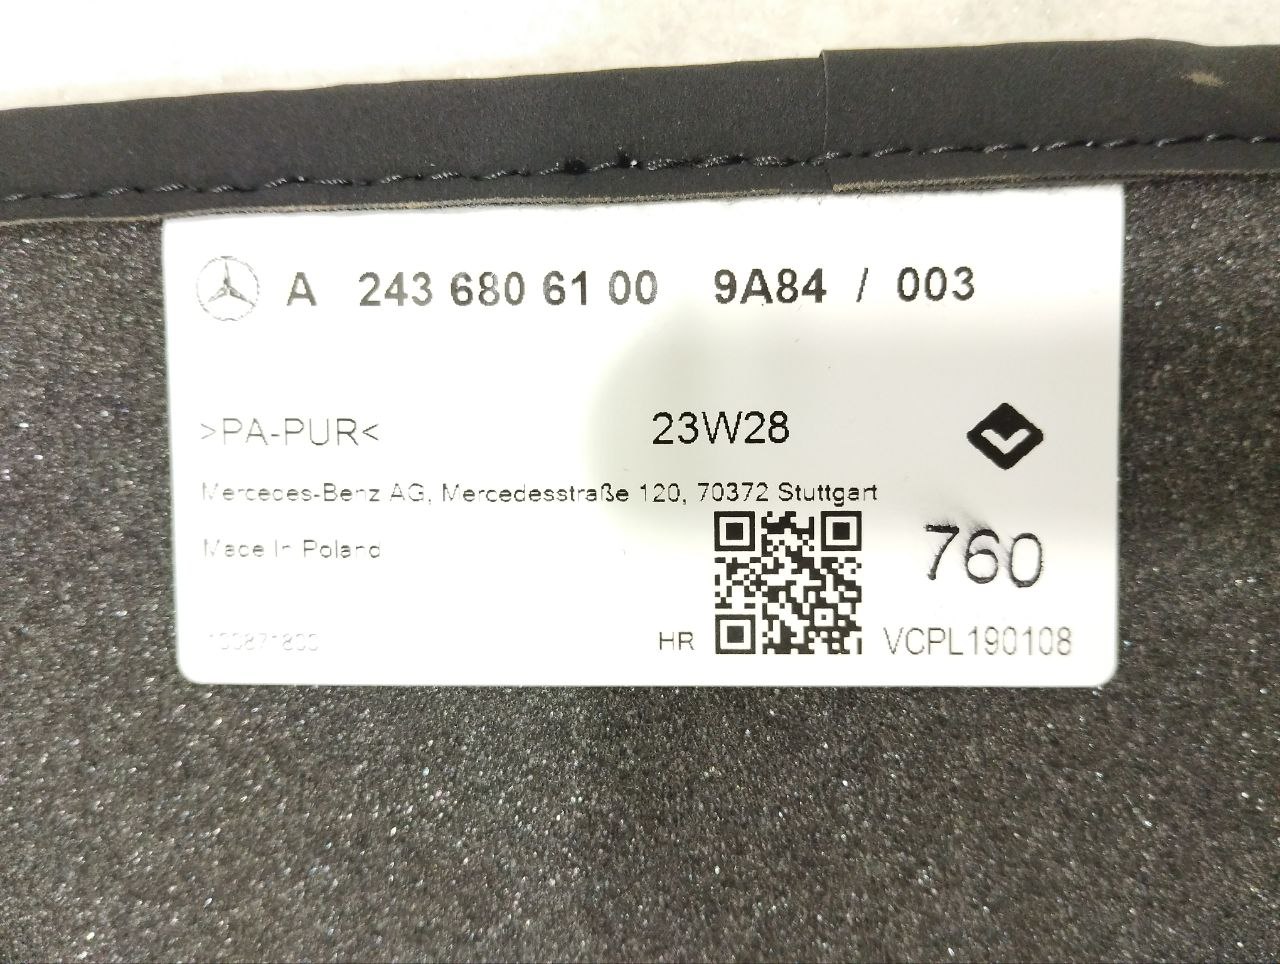 A 243 680 61 00 9A84 / 003
>PA-PUR< 23W28
Mercedes-Benz AG, Mercedesstraße 120, 70372 Stuttgart
Made In Poland
760
HR VCPL190108